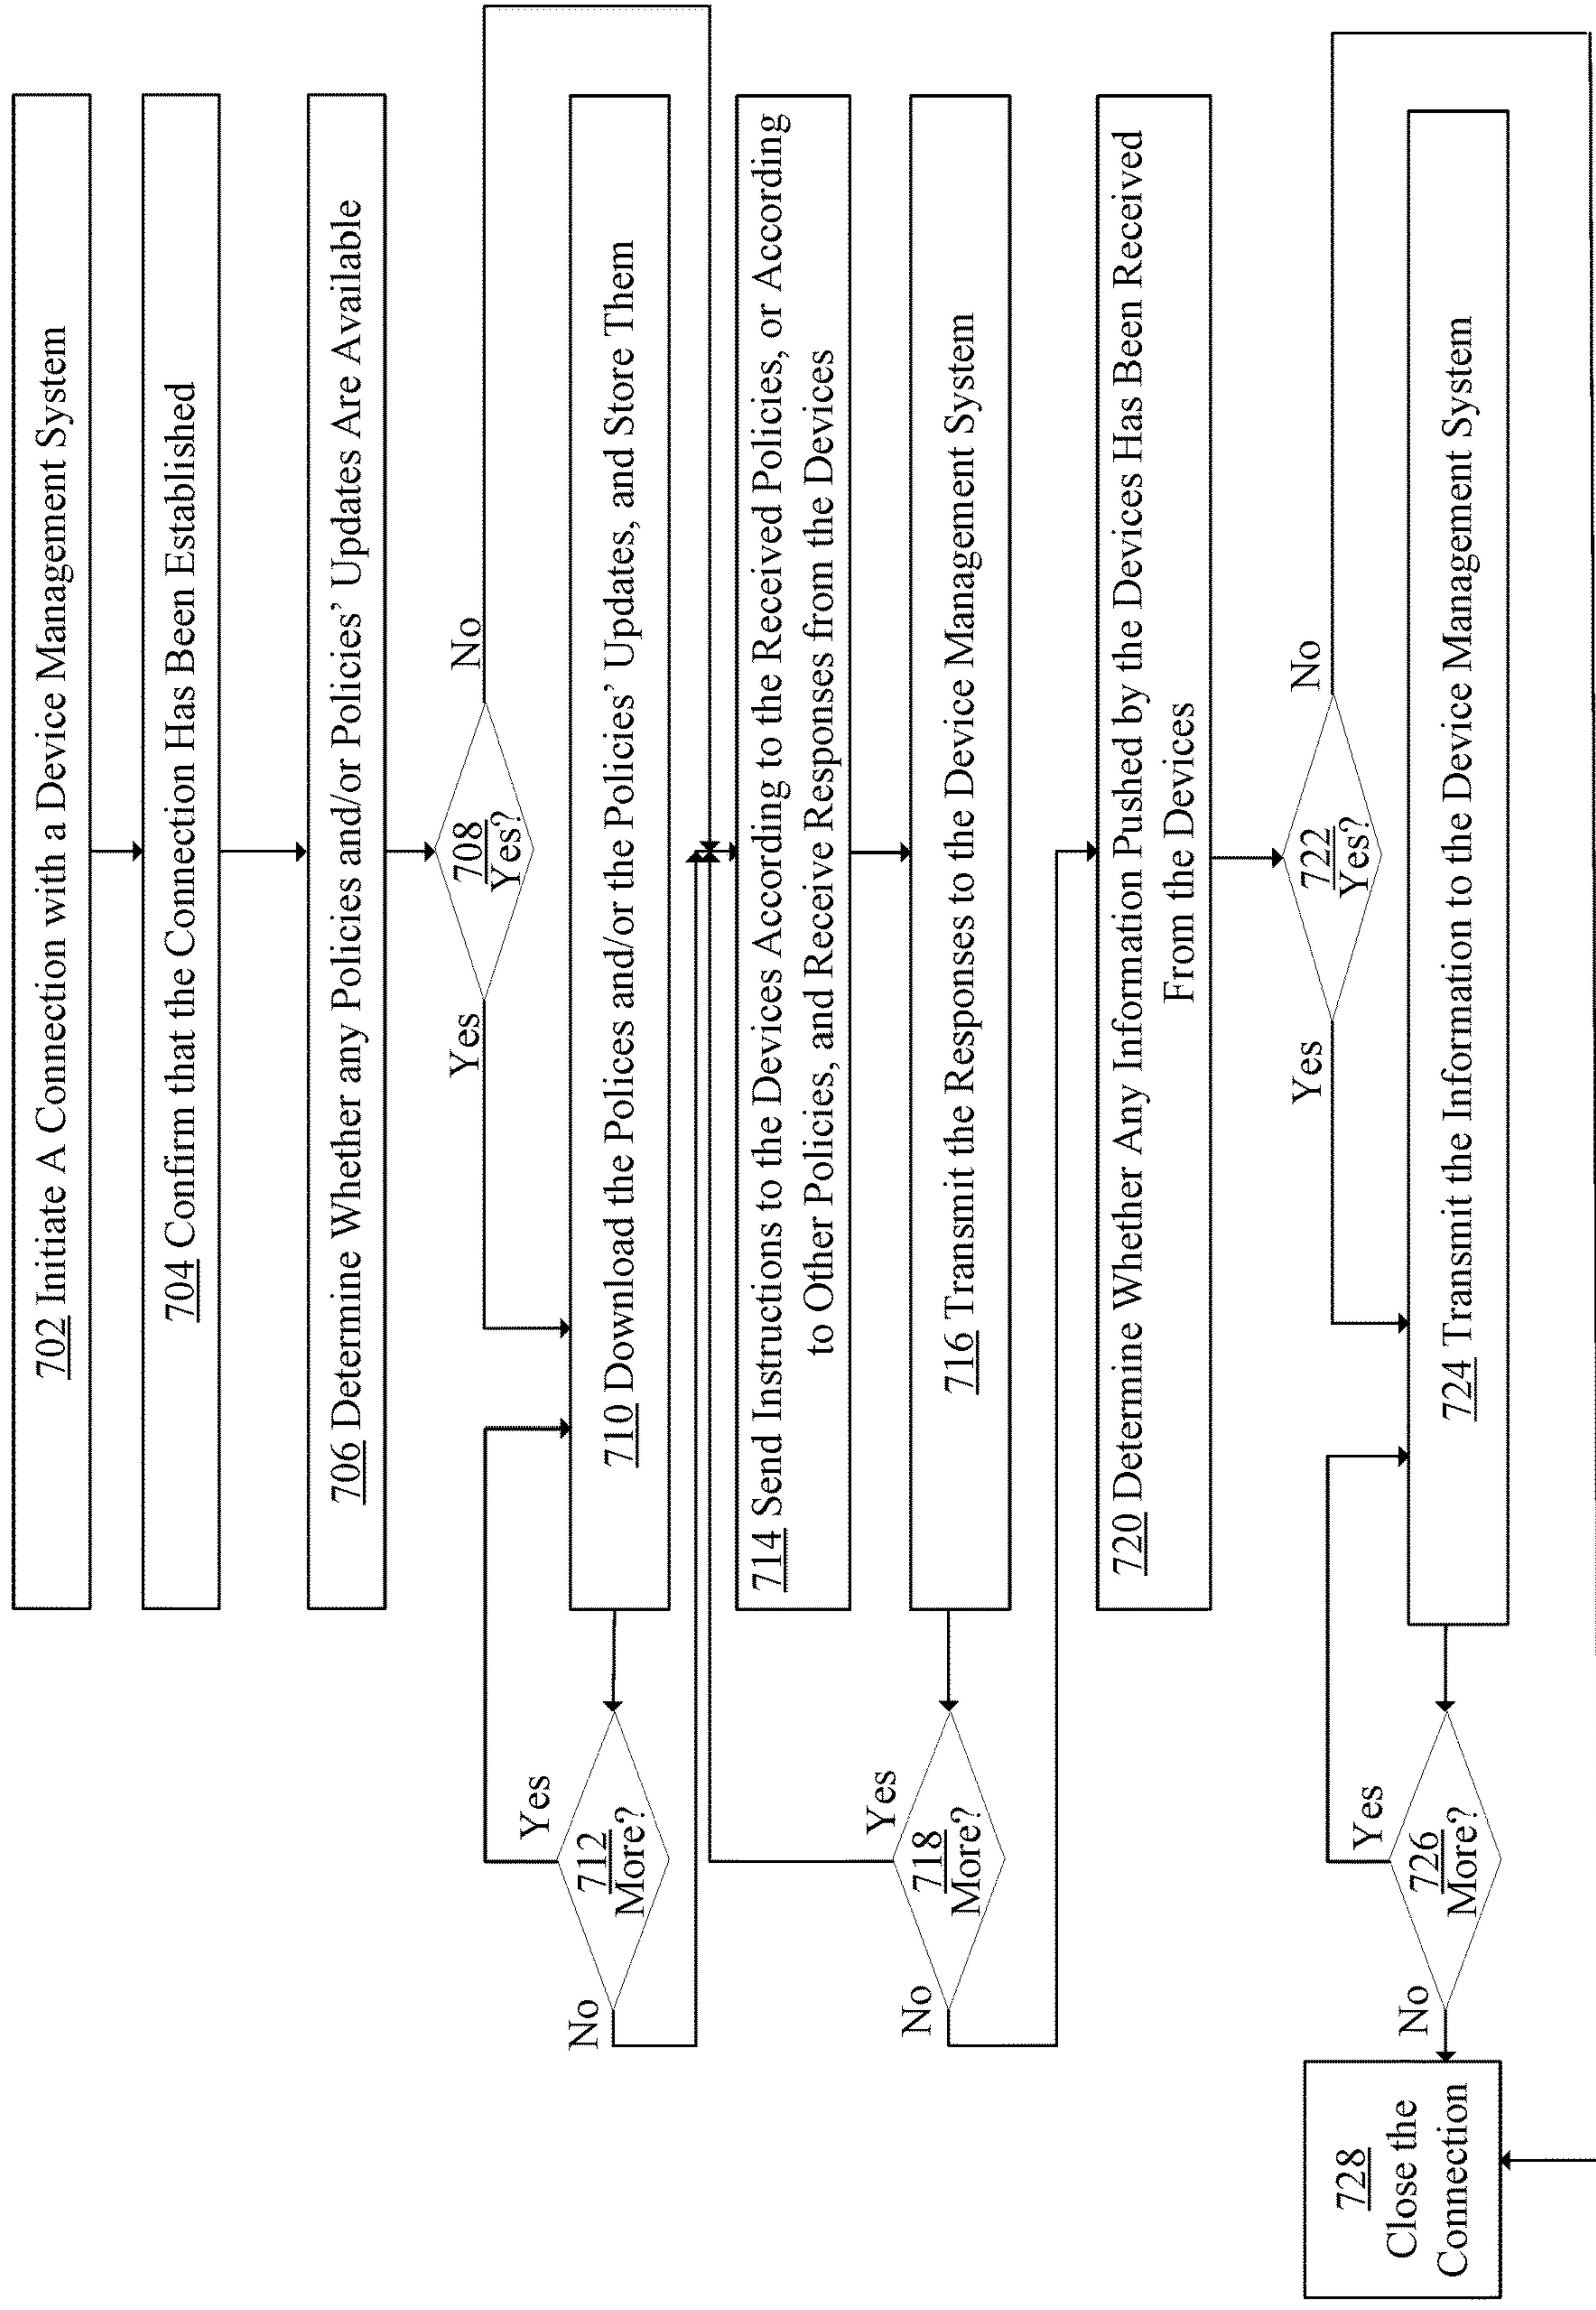 702 Initiate A Connection with a Device Management System
704 Confirm that the Connection Has Been Established
706 Determine Whether any Policies and/or Policies' Updates Are Available
708
Yes?
Yes
No
710 Download the Polices and/or the Policies' Updates, and Store Them
712
More?
Yes
No
714 Send Instructions to the Devices According to the Received Policies, or According
to Other Policies, and Receive Responses from the Devices
716 Transmit the Responses to the Device Management System
718
More?
Yes
No
720 Determine Whether Any Information Pushed by the Devices Has Been Received
From the Devices
722
Yes?
Yes
No
724 Transmit the Information to the Device Management System
726
More?
Yes
No
728
Close the
Connection